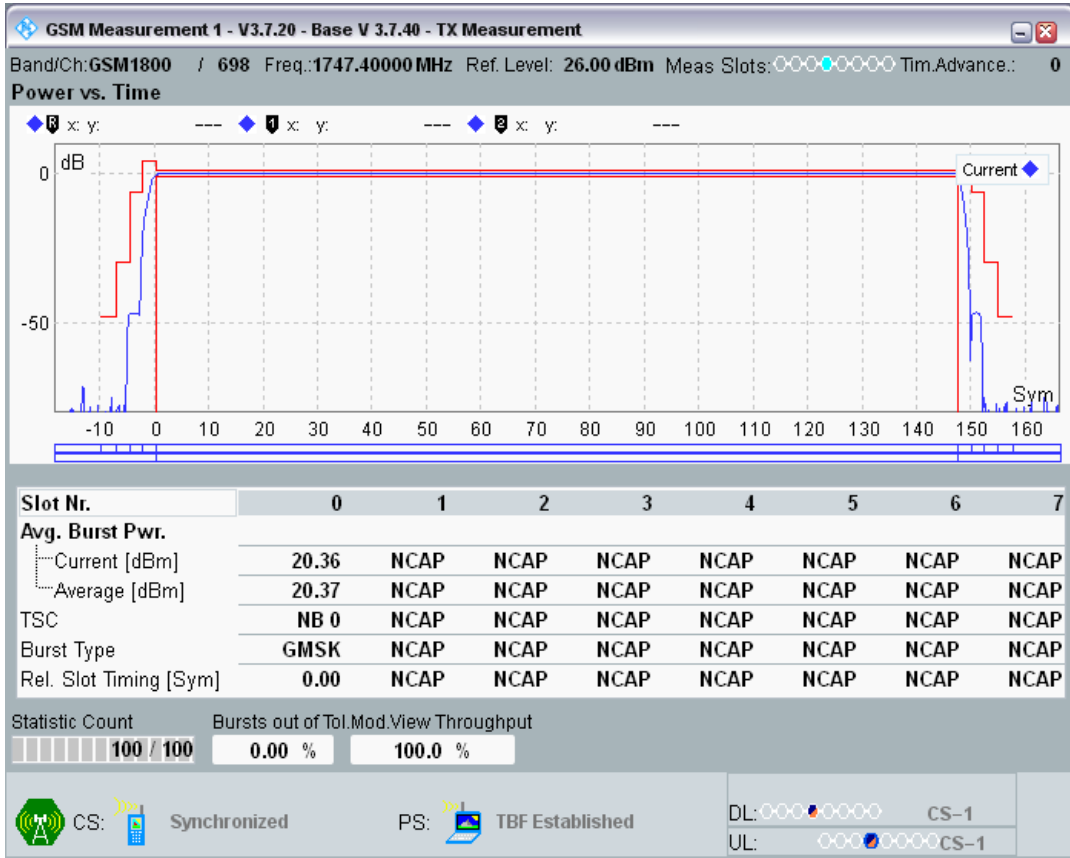 GSM Measurement 1 - V3.7.20 - Base V 3.7.40 - TX Measurement
Band/Ch:GSM1800 / 698 Freq.:1747.40000 MHz Ref. Level: 26.00 dBm Meas Slots: Tim.Advance.: 0
Power vs. Time
R x: y: --- 1 x: y: --- 2 x: y: ---
dB
Current
0
-50
Sym
-10 0 10 20 30 40 50 60 70 80 90 100 110 120 130 140 150 160
Slot Nr. 0 1 2 3 4 5 6 7
Avg. Burst Pwr.
Current [dBm] 20.36 NCAP NCAP NCAP NCAP NCAP NCAP NCAP
Average [dBm] 20.37 NCAP NCAP NCAP NCAP NCAP NCAP NCAP
TSC NB 0 NCAP NCAP NCAP NCAP NCAP NCAP NCAP
Burst Type GMSK NCAP NCAP NCAP NCAP NCAP NCAP NCAP
Rel. Slot Timing [Sym] 0.00 NCAP NCAP NCAP NCAP NCAP NCAP NCAP
Statistic Count Bursts out of Tol. Mod.View Throughput
100 / 100 0.00 % 100.0 %
CS: Synchronized PS: TBF Established DL: CS-1
UL: CS-1